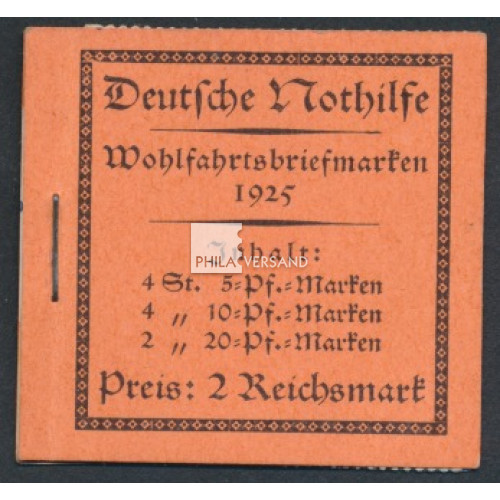 Deutſche Nothilfe
Wohlfahrtsbriefmarken
1925
Inhalt:
PHILA VERSAND
4 St. 5=Pf.=Marken
4 „ 10=Pf.=Marken
2 „ 20=Pf.=Marken
Preis: 2 Reichsmark